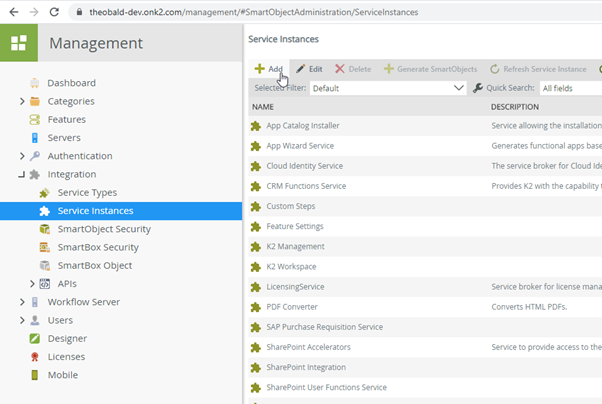 theobald-dev.onk2.com/management/#SmartObjectAdministration/ServiceInstances
Management
Dashboard
Categories
Features
Servers
Authentication
Integration
Service Types
Service Instances
SmartObject Security
SmartBox Security
SmartBox Object
APIs
Workflow Server
Users
Designer
Licenses
Mobile
Service Instances
Add Edit Delete Generate SmartObjects Refresh Service Instance
Selected Filter: Default Quick Search: All fields
NAME DESCRIPTION
App Catalog Installer Service allowing the installation
App Wizard Service Generates functional apps base
Cloud Identity Service The service broker for Cloud Ide
CRM Functions Service Provides K2 with the capability t
Custom Steps
Feature Settings
K2 Management
K2 Workspace
LicensingService Service broker for license mana
PDF Converter Converts HTML PDFs.
SAP Purchase Requisition Service
SharePoint Accelerators Service to provide access to the
SharePoint Integration
SharePoint User Functions Service